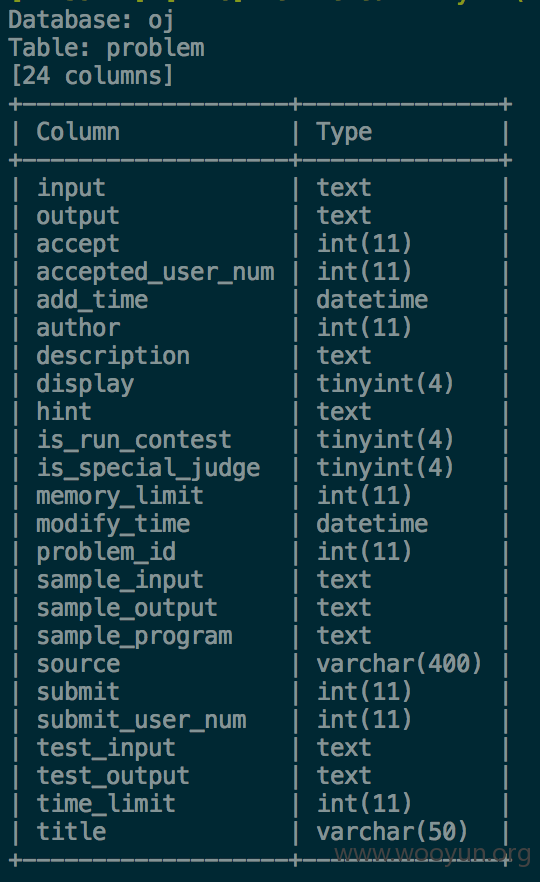 Database: oj
Table: problem
[24 columns]
+--------------------+--------------+
| Column             | Type         |
+--------------------+--------------+
| input              | text         |
| output             | text         |
| accept             | int(11)      |
| accepted_user_num  | int(11)      |
| add_time           | datetime     |
| author             | int(11)      |
| description        | text         |
| display            | tinyint(4)   |
| hint               | text         |
| is_run_contest     | tinyint(4)   |
| is_special_judge   | tinyint(4)   |
| memory_limit       | int(11)      |
| modify_time        | datetime     |
| problem_id         | int(11)      |
| sample_input       | text         |
| sample_output      | text         |
| sample_program     | text         |
| source             | varchar(400) |
| submit             | int(11)      |
| submit_user_num    | int(11)      |
| test_input         | text         |
| test_output        | text         |
| time_limit         | int(11)      |
| title              | varchar(50)  |
+--------------------+--------------+
www.wooyun.org